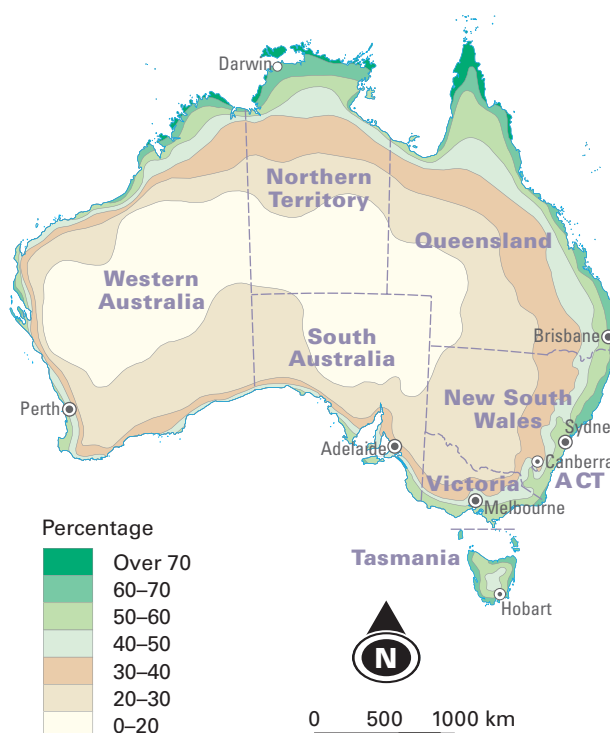 Darwin
Northern
Territory
Queensland
Western
Australia
South
Australia
Brisbane
New South
Wales
Perth
Sydne
Adelaide
Canberra
ACT
Victoria
Melbourne
Tasmania
Hobart
Percentage
Over 70
60–70
50–60
40–50
30–40
20–30
0–20
N
0 500 1000 km